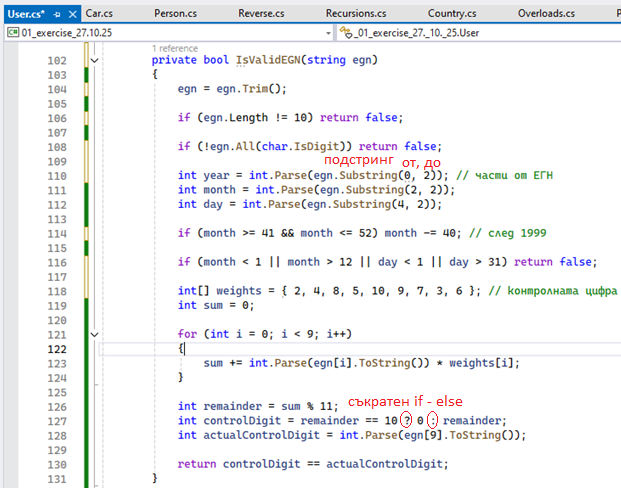 User.cs* Car.cs Person.cs Reverse.cs Recursions.cs Country.cs Overloads.cs
01_exercise_27.10.25 _01_exercise_27._10._25.User
1 reference
102 private bool IsValidEGN(string egn)
103 {
104 egn = egn.Trim();
105
106 if (egn.Length != 10) return false;
107
108 if (!egn.All(char.IsDigit)) return false;
109 подстринг от, до
110 int year = int.Parse(egn.Substring(0, 2)); // части от ЕГН
111 int month = int.Parse(egn.Substring(2, 2));
112 int day = int.Parse(egn.Substring(4, 2));
113
114 if (month >= 41 && month <= 52) month -= 40; // след 1999
115
116 if (month < 1 || month > 12 || day < 1 || day > 31) return false;
117
118 int[] weights = { 2, 4, 8, 5, 10, 9, 7, 3, 6 }; // контролната цифра
119 int sum = 0;
120
121 for (int i = 0; i < 9; i++)
122 {
123 sum += int.Parse(egn[i].ToString()) * weights[i];
124 }
125
126 int remainder = sum % 11; съкратен if - else
127 int controlDigit = remainder == 10 ? 0 : remainder;
128 int actualControlDigit = int.Parse(egn[9].ToString());
129
130 return controlDigit == actualControlDigit;
131 }